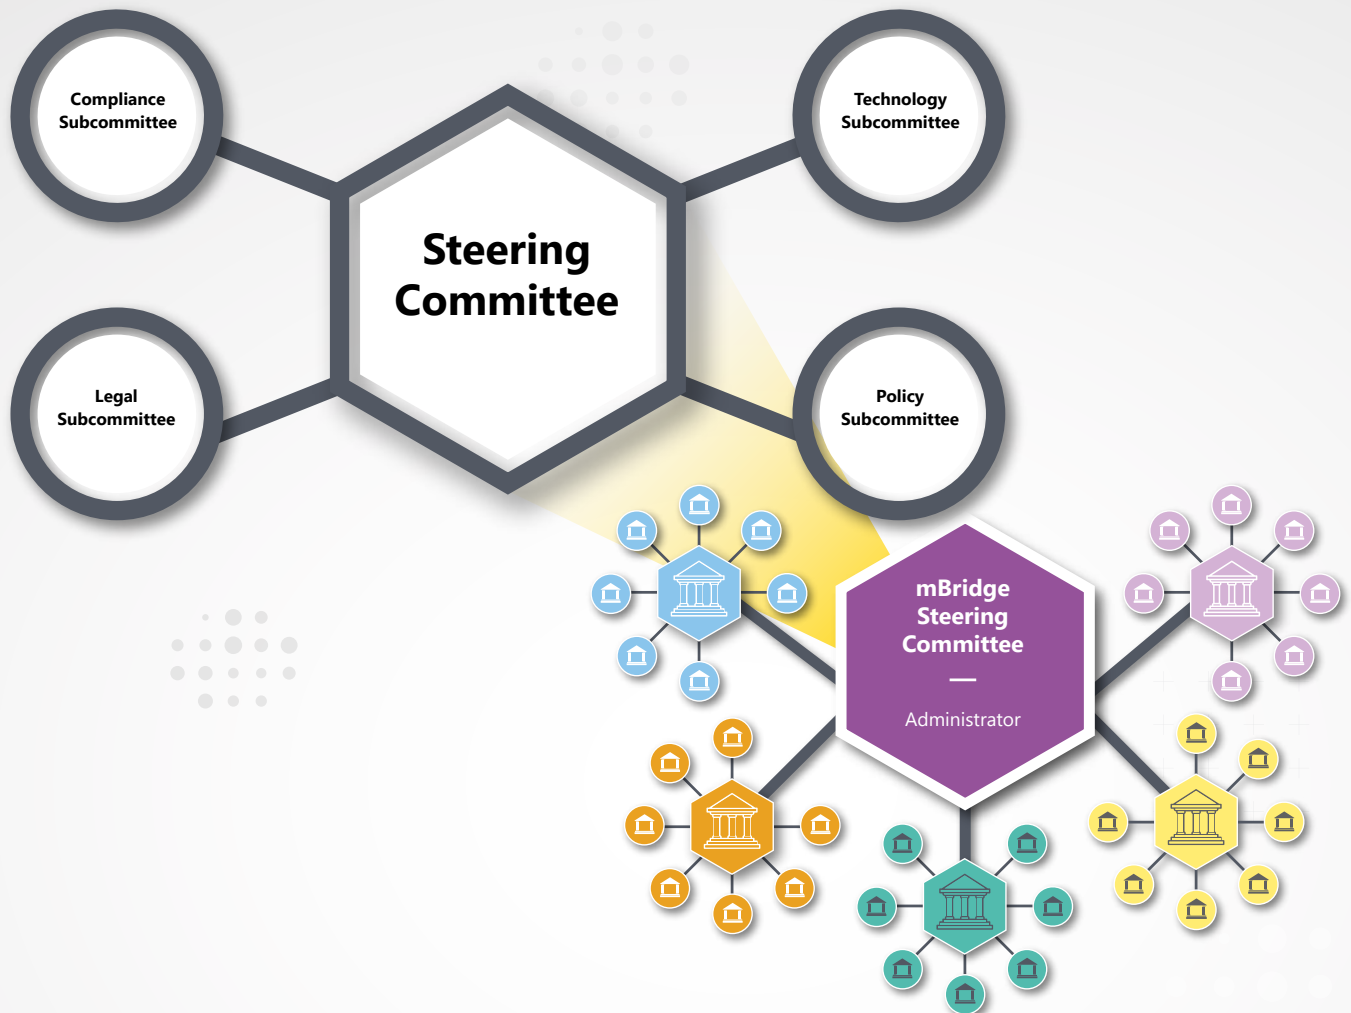 Compliance
Subcommittee
Technology
Subcommittee
Steering
Committee
Legal
Subcommittee
Policy
Subcommittee
mBridge
Steering
Committee
Administrator